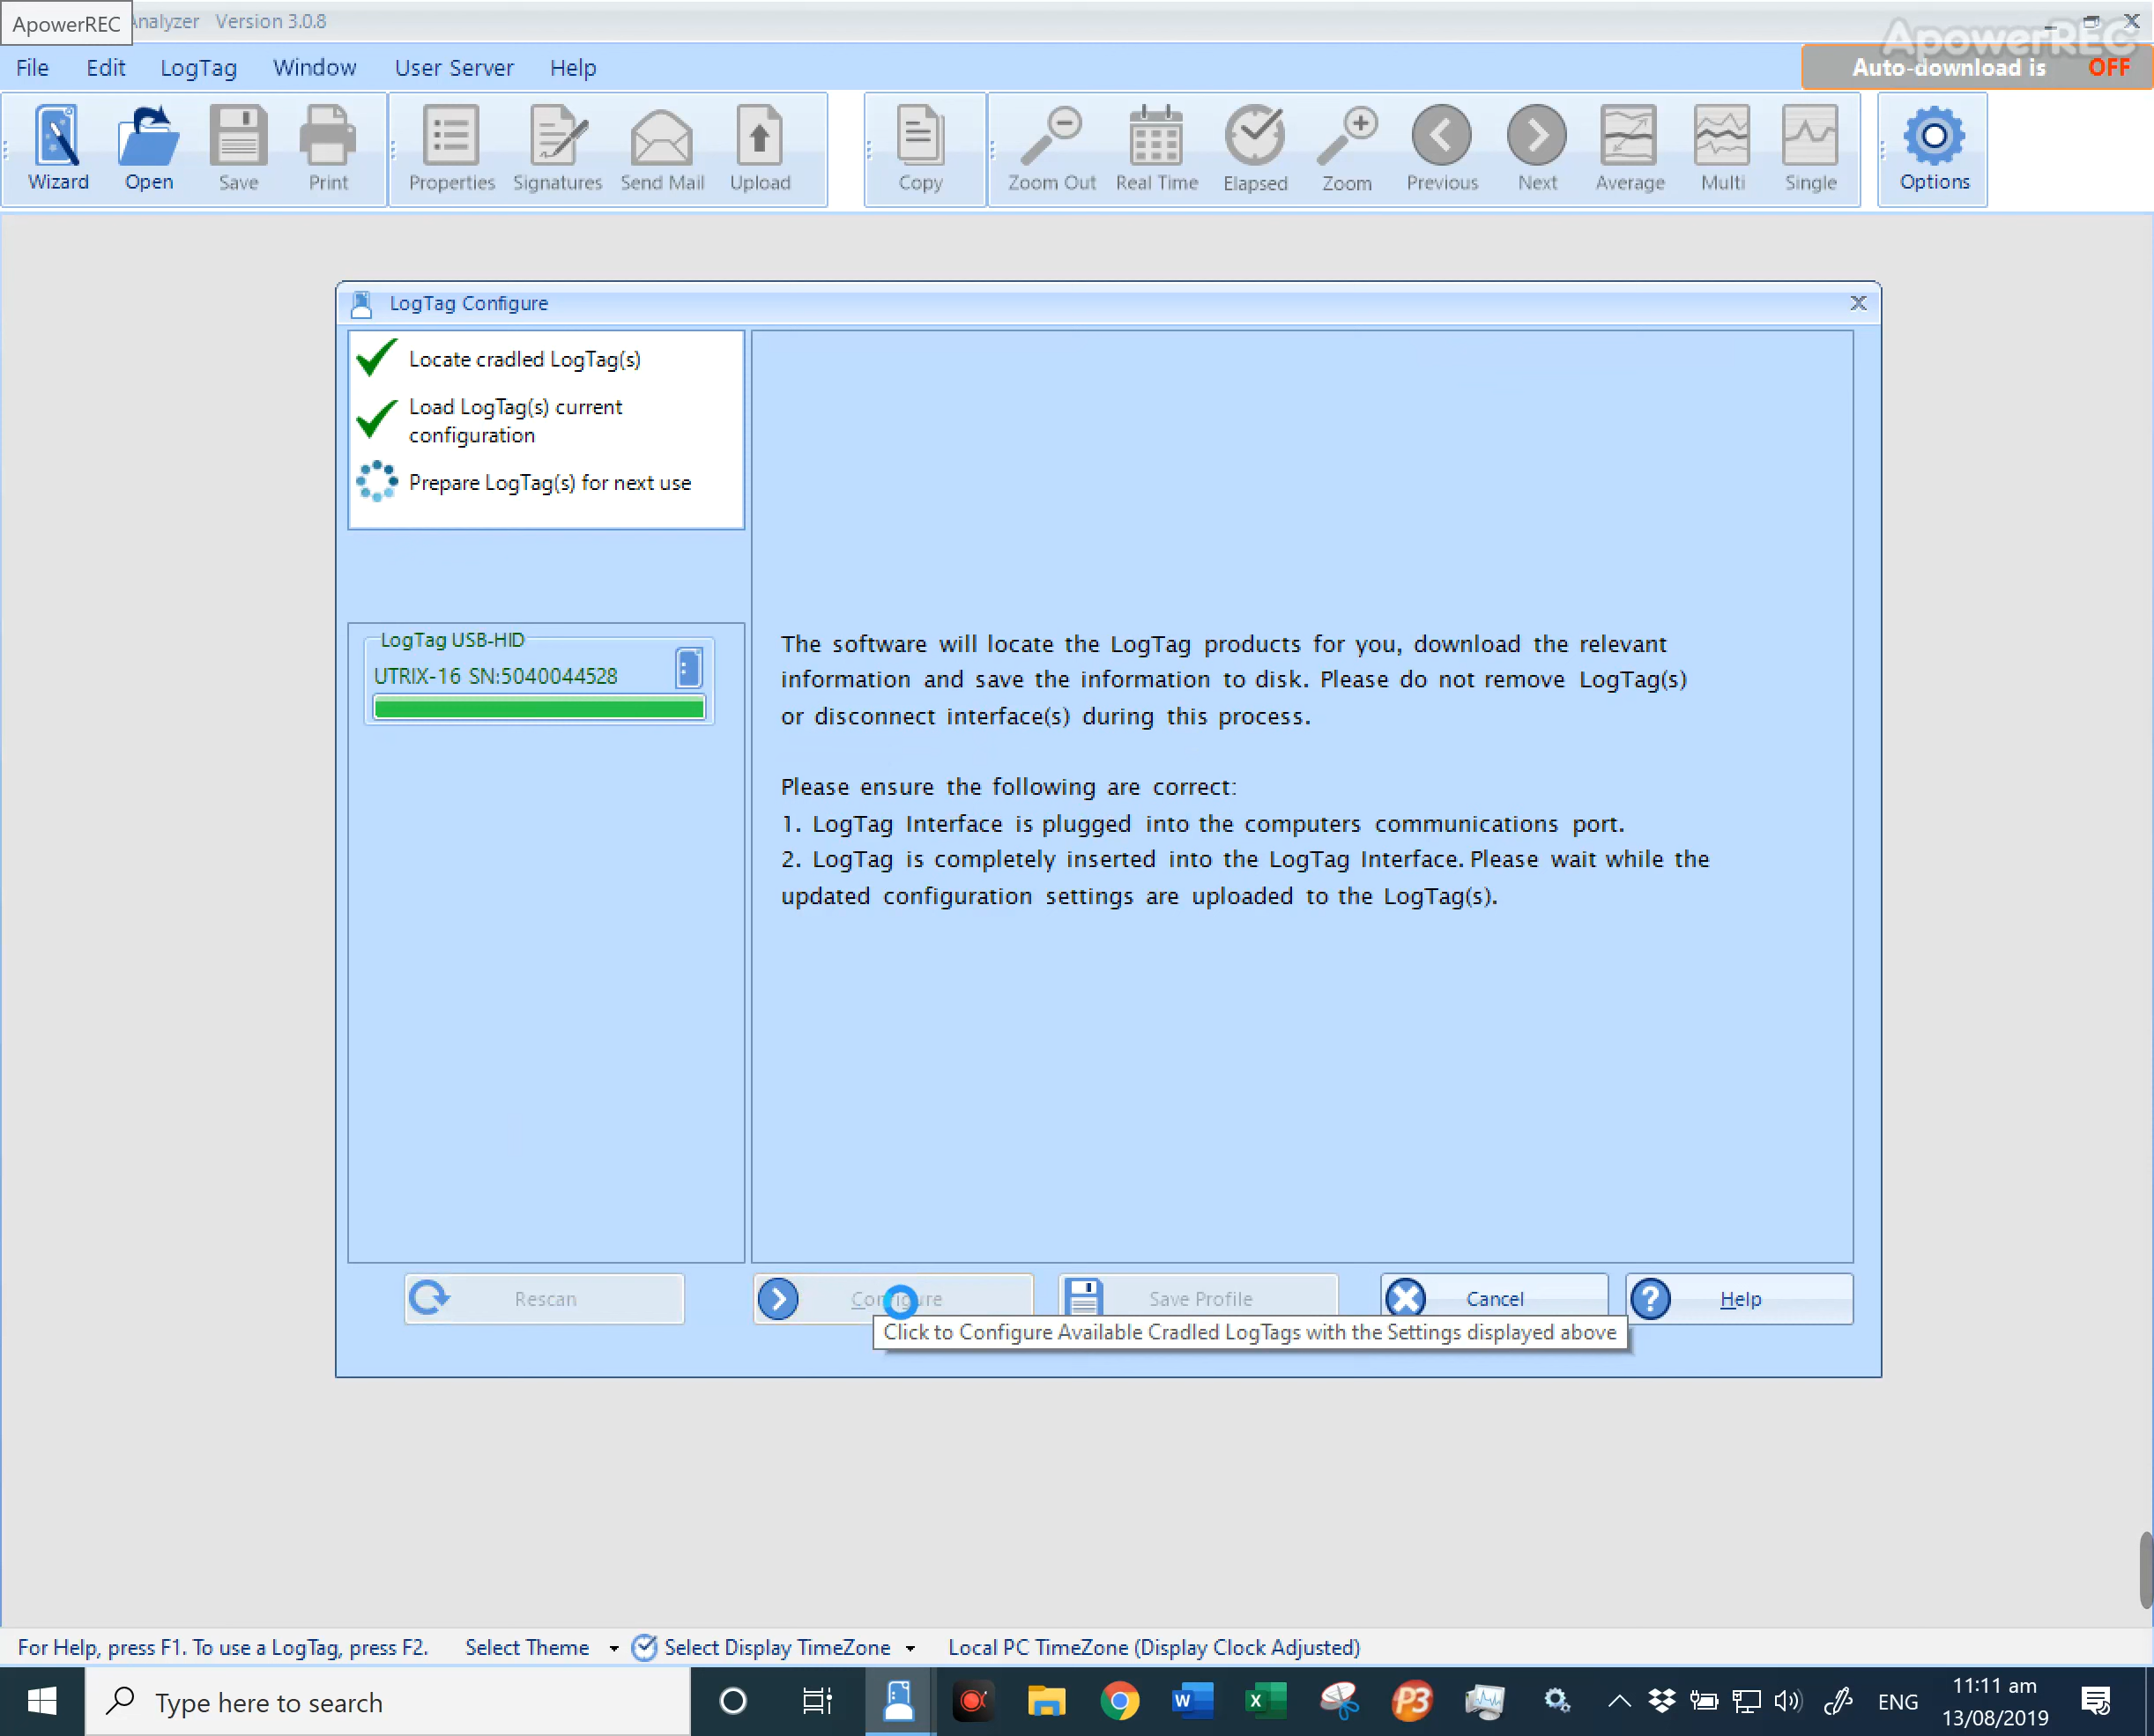 ApowerREC
Analyzer Version 3.0.8
ApowerREC
File Edit LogTag Window User Server Help
Auto-download is OFF
Wizard Open Save Print Properties Signatures Send Mail Upload Copy Zoom Out Real Time Elapsed Zoom Previous Next Average Multi Single Options
LogTag Configure
Locate cradled LogTag(s)
Load LogTag(s) current
configuration
Prepare LogTag(s) for next use
LogTag USB-HID
UTRIX-16 SN:5040044528
The software will locate the LogTag products for you, download the relevant
information and save the information to disk. Please do not remove LogTag(s)
or disconnect interface(s) during this process.
Please ensure the following are correct:
1. LogTag Interface is plugged into the computers communications port.
2. LogTag is completely inserted into the LogTag Interface. Please wait while the
updated configuration settings are uploaded to the LogTag(s).
Rescan Configure Save Profile Cancel Help
Click to Configure Available Cradled LogTags with the Settings displayed above
For Help, press F1. To use a LogTag, press F2. Select Theme Select Display TimeZone Local PC TimeZone (Display Clock Adjusted)
Type here to search
W X P3
ENG
11:11 am
13/08/2019